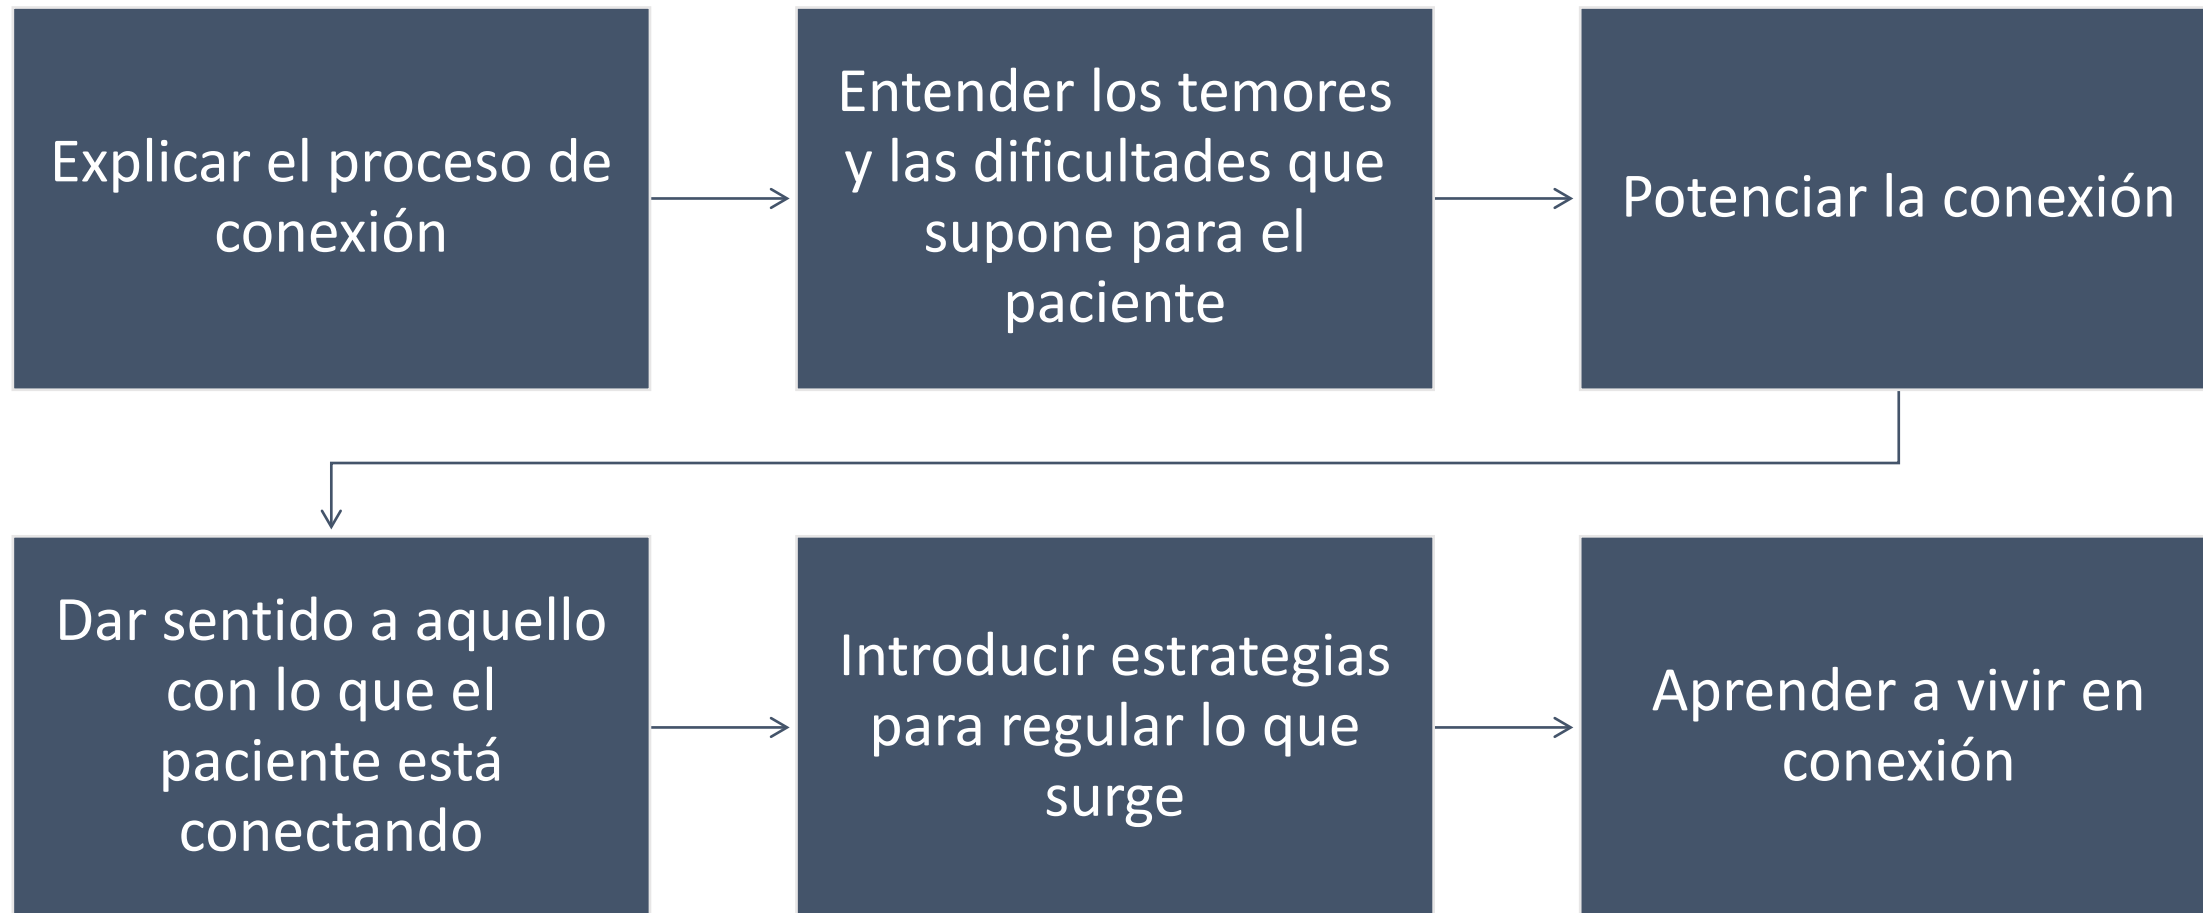 Explicar el proceso de
conexión
Entender los temores
y las dificultades que
supone para el
paciente
Potenciar la conexión
Dar sentido a aquello
con lo que el
paciente está
conectando
Introducir estrategias
para regular lo que
surge
Aprender a vivir en
conexión